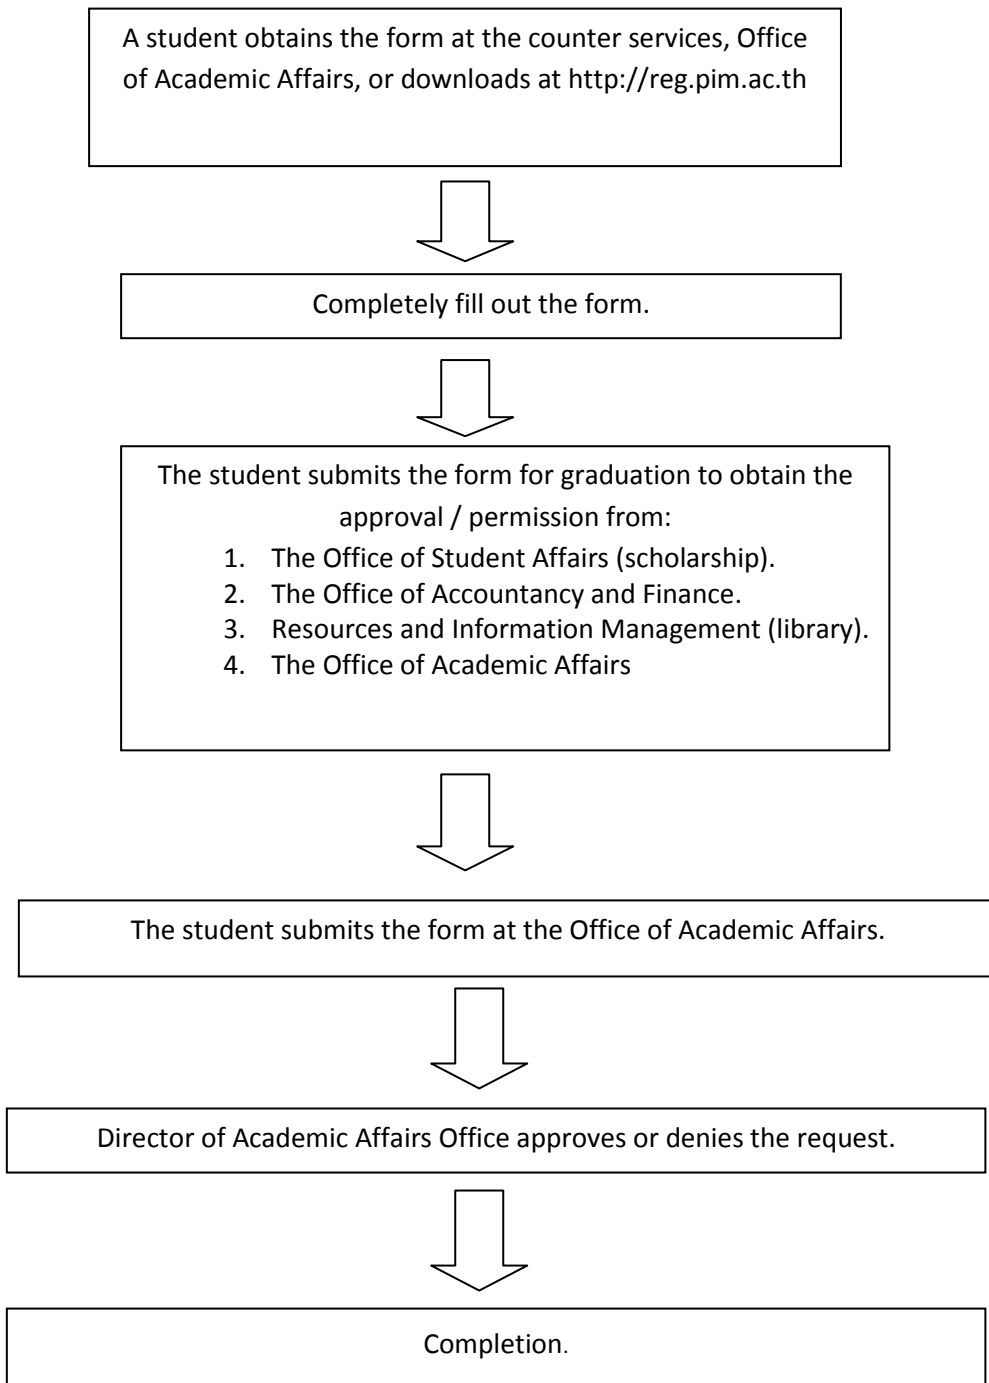 A student obtains the form at the counter services, Office
of Academic Affairs, or downloads at http://reg.pim.ac.th
Completely fill out the form.
The student submits the form for graduation to obtain the
approval / permission from:
1. The Office of Student Affairs (scholarship).
2. The Office of Accountancy and Finance.
3. Resources and Information Management (library).
4. The Office of Academic Affairs
The student submits the form at the Office of Academic Affairs.
Director of Academic Affairs Office approves or denies the request.
Completion.